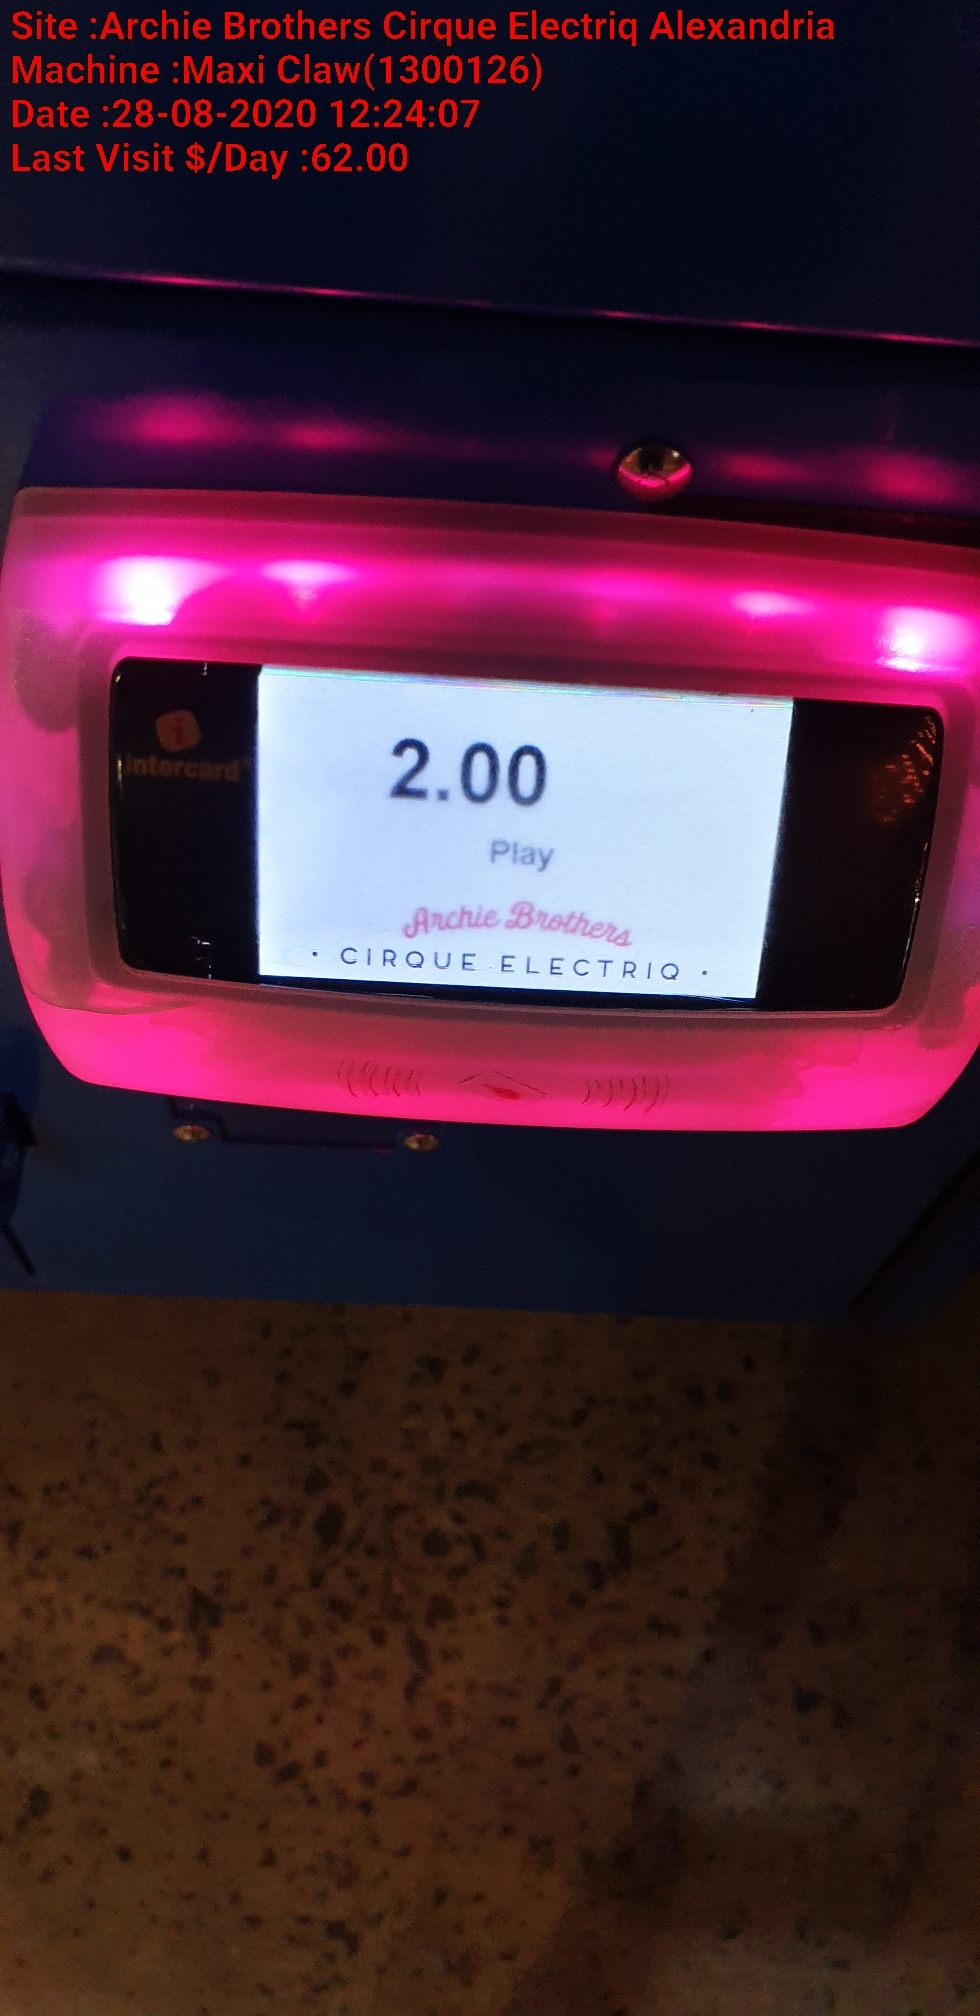 Site :Archie Brothers Cirque Electriq Alexandria
Machine :Maxi Claw(1300126)
Date :28-08-2020 12:24:07
Last Visit $/Day :62.00
intercard
2.00
Play
Archie Brothers
· CIRQUE ELECTRIQ ·